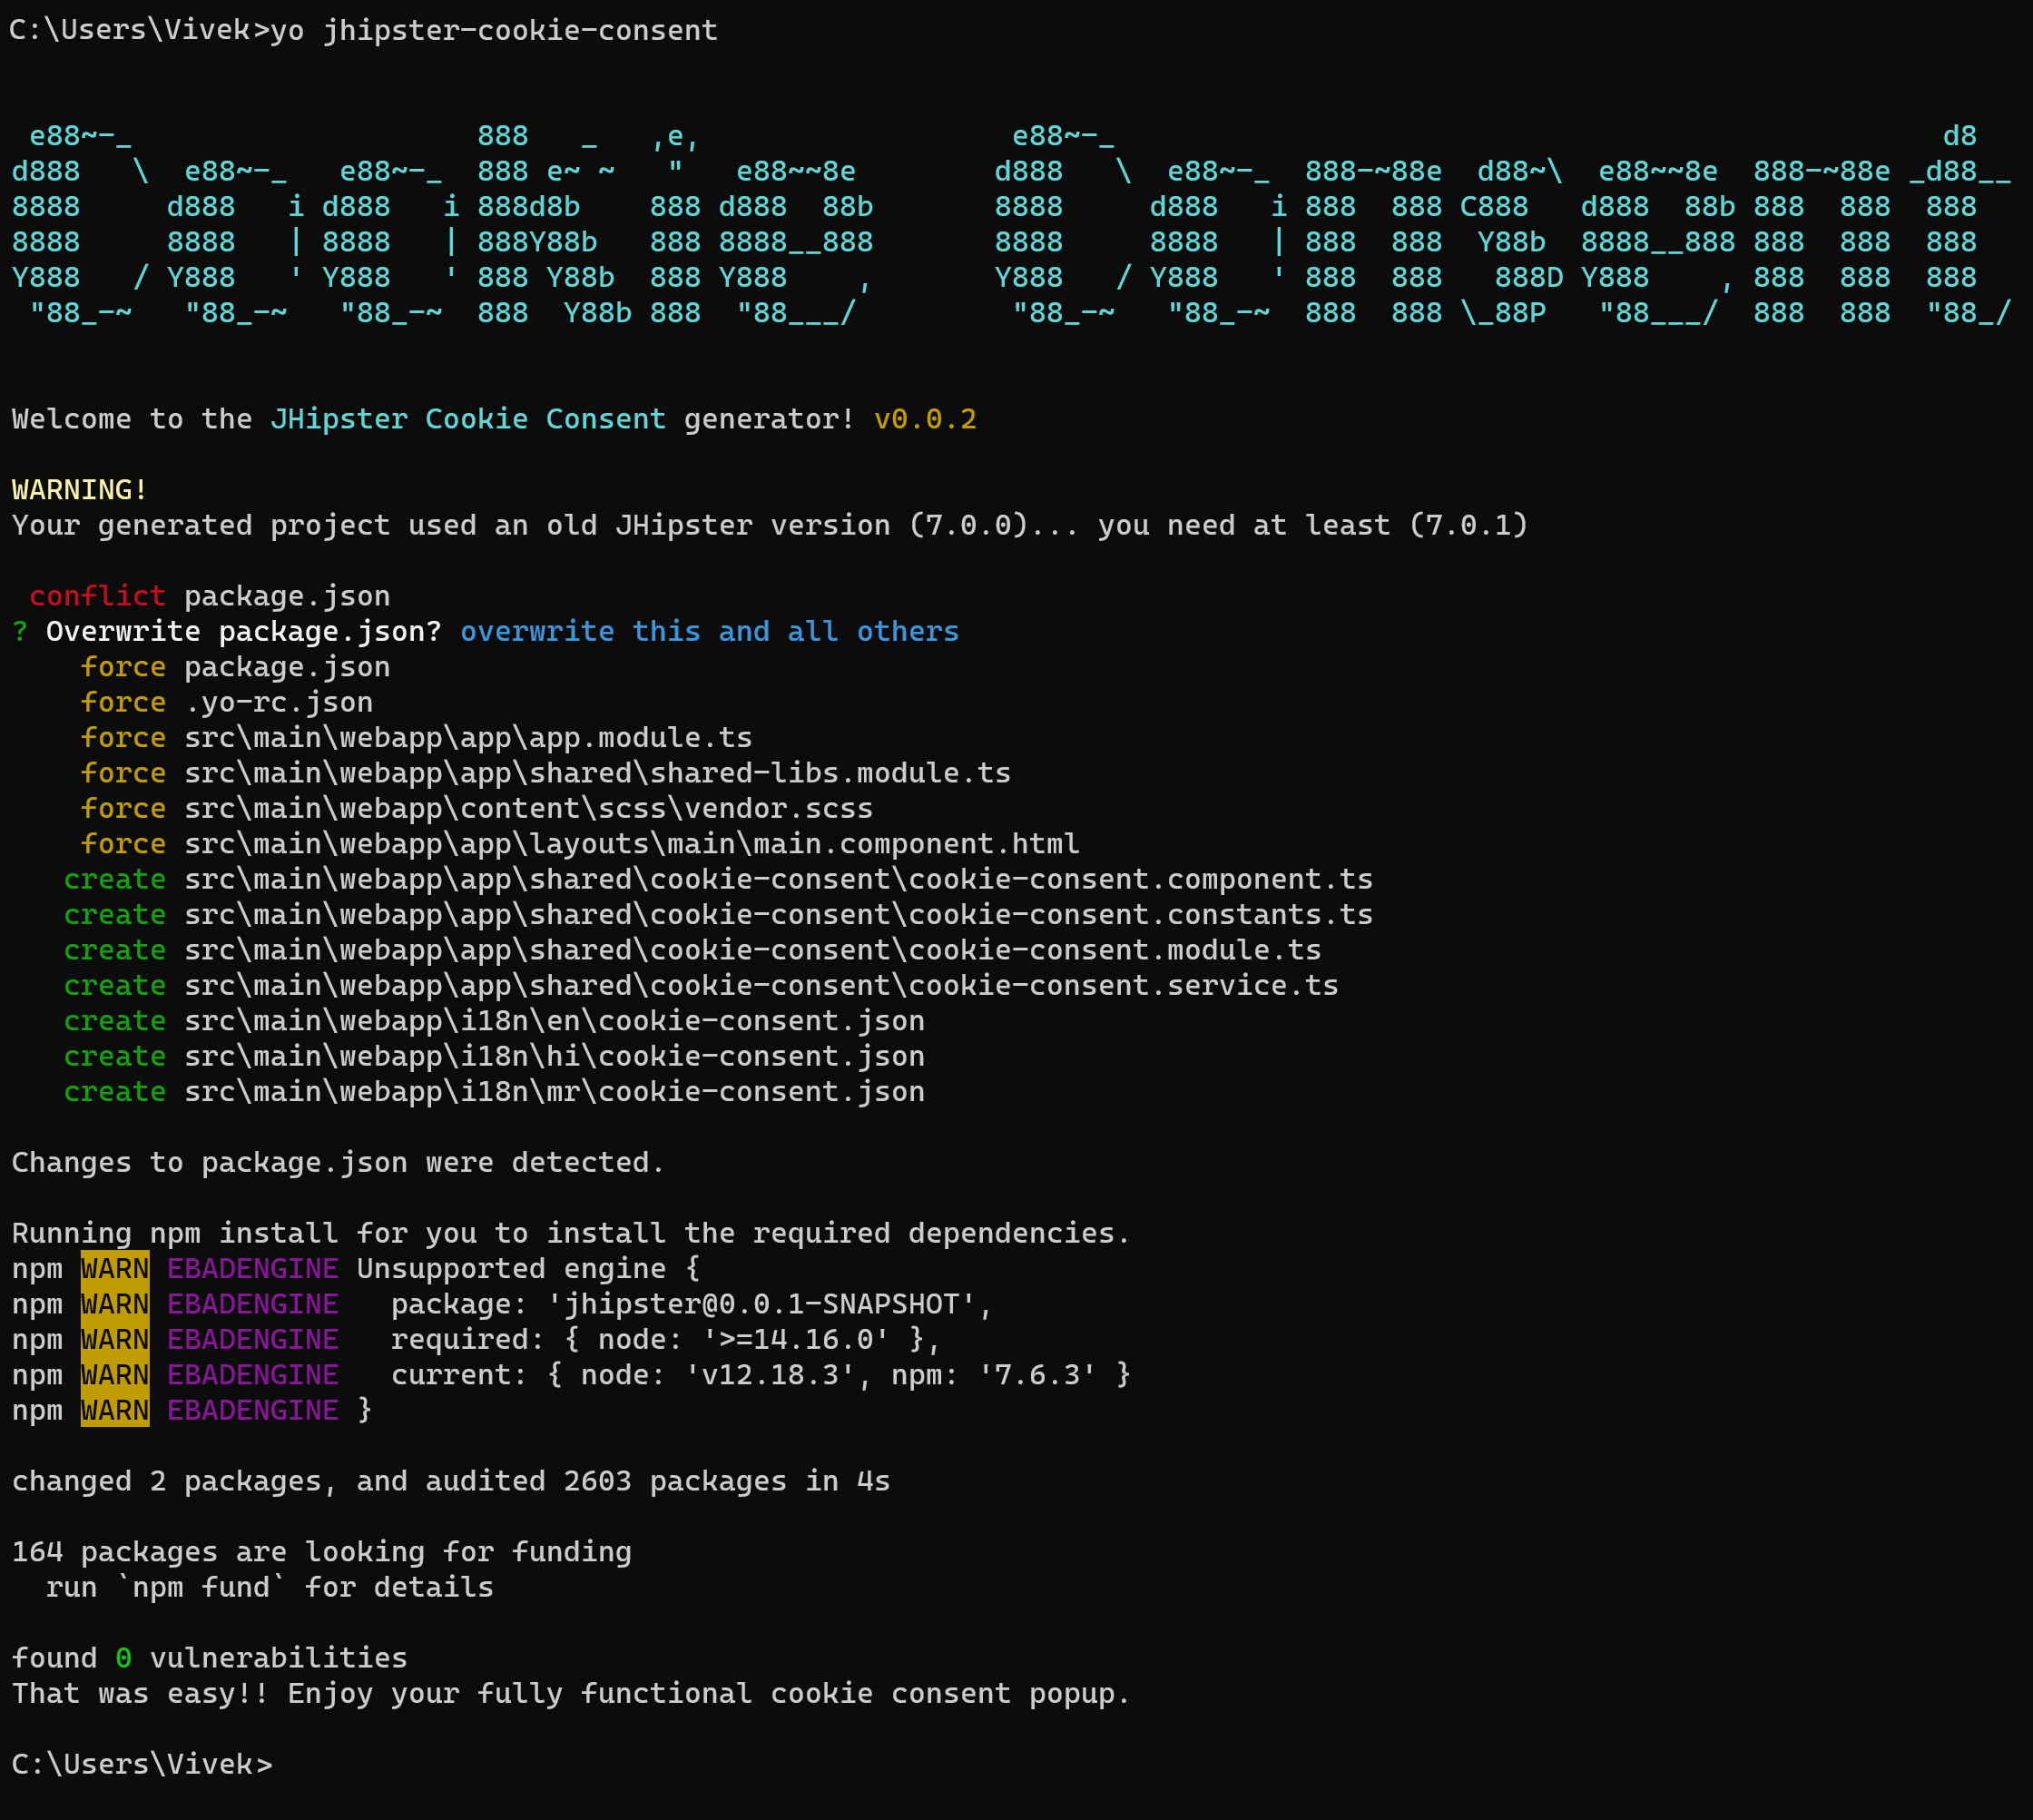 C:\Users\Vivek>yo jhipster-cookie-consent
 e88~-_                    888   _   ,e,                  e88~-_                                                d8
d888   \  e88~-_   e88~-_  888 e~ ~   "   e88~~8e        d888   \  e88~-_  888-~88e  d88~\  e88~~8e  888-~88e _d88__
8888     d888   i d888   i 888d8b    888 d888  88b       8888     d888   i 888  888 C888   d888  88b 888  888  888
8888     8888   | 8888   | 888Y88b   888 8888__888       8888     8888   | 888  888  Y88b  8888__888 888  888  888
Y888   / Y888   ' Y888   ' 888 Y88b  888 Y888    ,       Y888   / Y888   ' 888  888   888D Y888    , 888  888  888
 "88_-~   "88_-~   "88_-~  888  Y88b 888  "88___/         "88_-~   "88_-~  888  888 \_88P   "88___/  888  888  "88_/
Welcome to the JHipster Cookie Consent generator! v0.0.2
WARNING!
Your generated project used an old JHipster version (7.0.0)... you need at least (7.0.1)
 conflict package.json
? Overwrite package.json? overwrite this and all others
    force package.json
    force .yo-rc.json
    force src\main\webapp\app\app.module.ts
    force src\main\webapp\app\shared\shared-libs.module.ts
    force src\main\webapp\content\scss\vendor.scss
    force src\main\webapp\app\layouts\main\main.component.html
   create src\main\webapp\app\shared\cookie-consent\cookie-consent.component.ts
   create src\main\webapp\app\shared\cookie-consent\cookie-consent.constants.ts
   create src\main\webapp\app\shared\cookie-consent\cookie-consent.module.ts
   create src\main\webapp\app\shared\cookie-consent\cookie-consent.service.ts
   create src\main\webapp\i18n\en\cookie-consent.json
   create src\main\webapp\i18n\hi\cookie-consent.json
   create src\main\webapp\i18n\mr\cookie-consent.json
Changes to package.json were detected.
Running npm install for you to install the required dependencies.
npm WARN EBADENGINE Unsupported engine {
npm WARN EBADENGINE   package: 'jhipster@0.0.1-SNAPSHOT',
npm WARN EBADENGINE   required: { node: '>=14.16.0' },
npm WARN EBADENGINE   current: { node: 'v12.18.3', npm: '7.6.3' }
npm WARN EBADENGINE }
changed 2 packages, and audited 2603 packages in 4s
164 packages are looking for funding
  run `npm fund` for details
found 0 vulnerabilities
That was easy!! Enjoy your fully functional cookie consent popup.
C:\Users\Vivek>